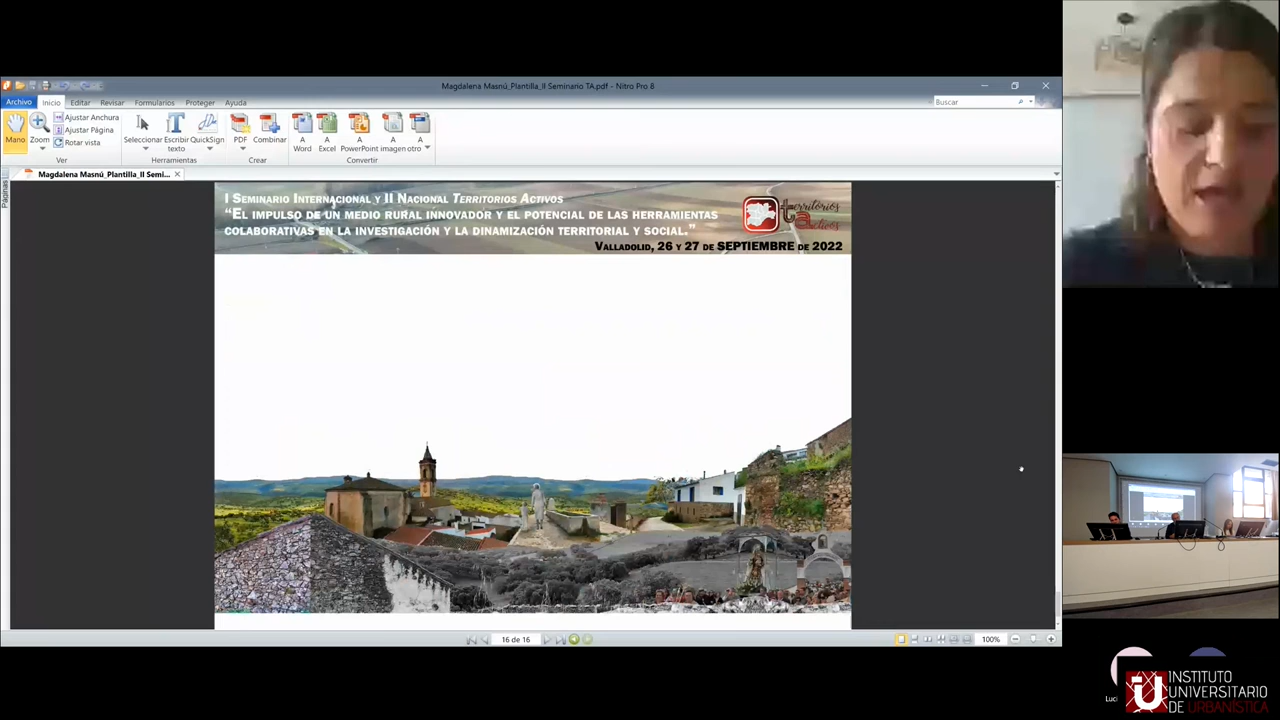 Magdalena Masnú_Plantilla_II Seminario TA.pdf - Nitro Pro 8
Archivo Inicio Editar Revisar Formularios Proteger Ayuda
Buscar
Mano
Zoom
Ajustar Anchura
Ajustar Página
Rotar vista
Seleccionar
Escribir texto
QuickSign
PDF
Combinar
A Word
A Excel
A PowerPoint
A imagen
A otro
Ver
Herramientas
Crear
Convertir
Magdalena Masnú_Plantilla_II Semi...
Páginas
I Seminario Internacional y II Nacional Territorios Activos
“El impulso de un medio rural innovador y el potencial de las herramientas
colaborativas en la investigación y la dinamización territorial y social.”
Valladolid, 26 y 27 de SEPTIEMBRE de 2022
territorios
ta
activos
16 de 16
100%
Luci
iU
INSTITUTO
UNIVERSITARIO
DE URBANÍSTICA